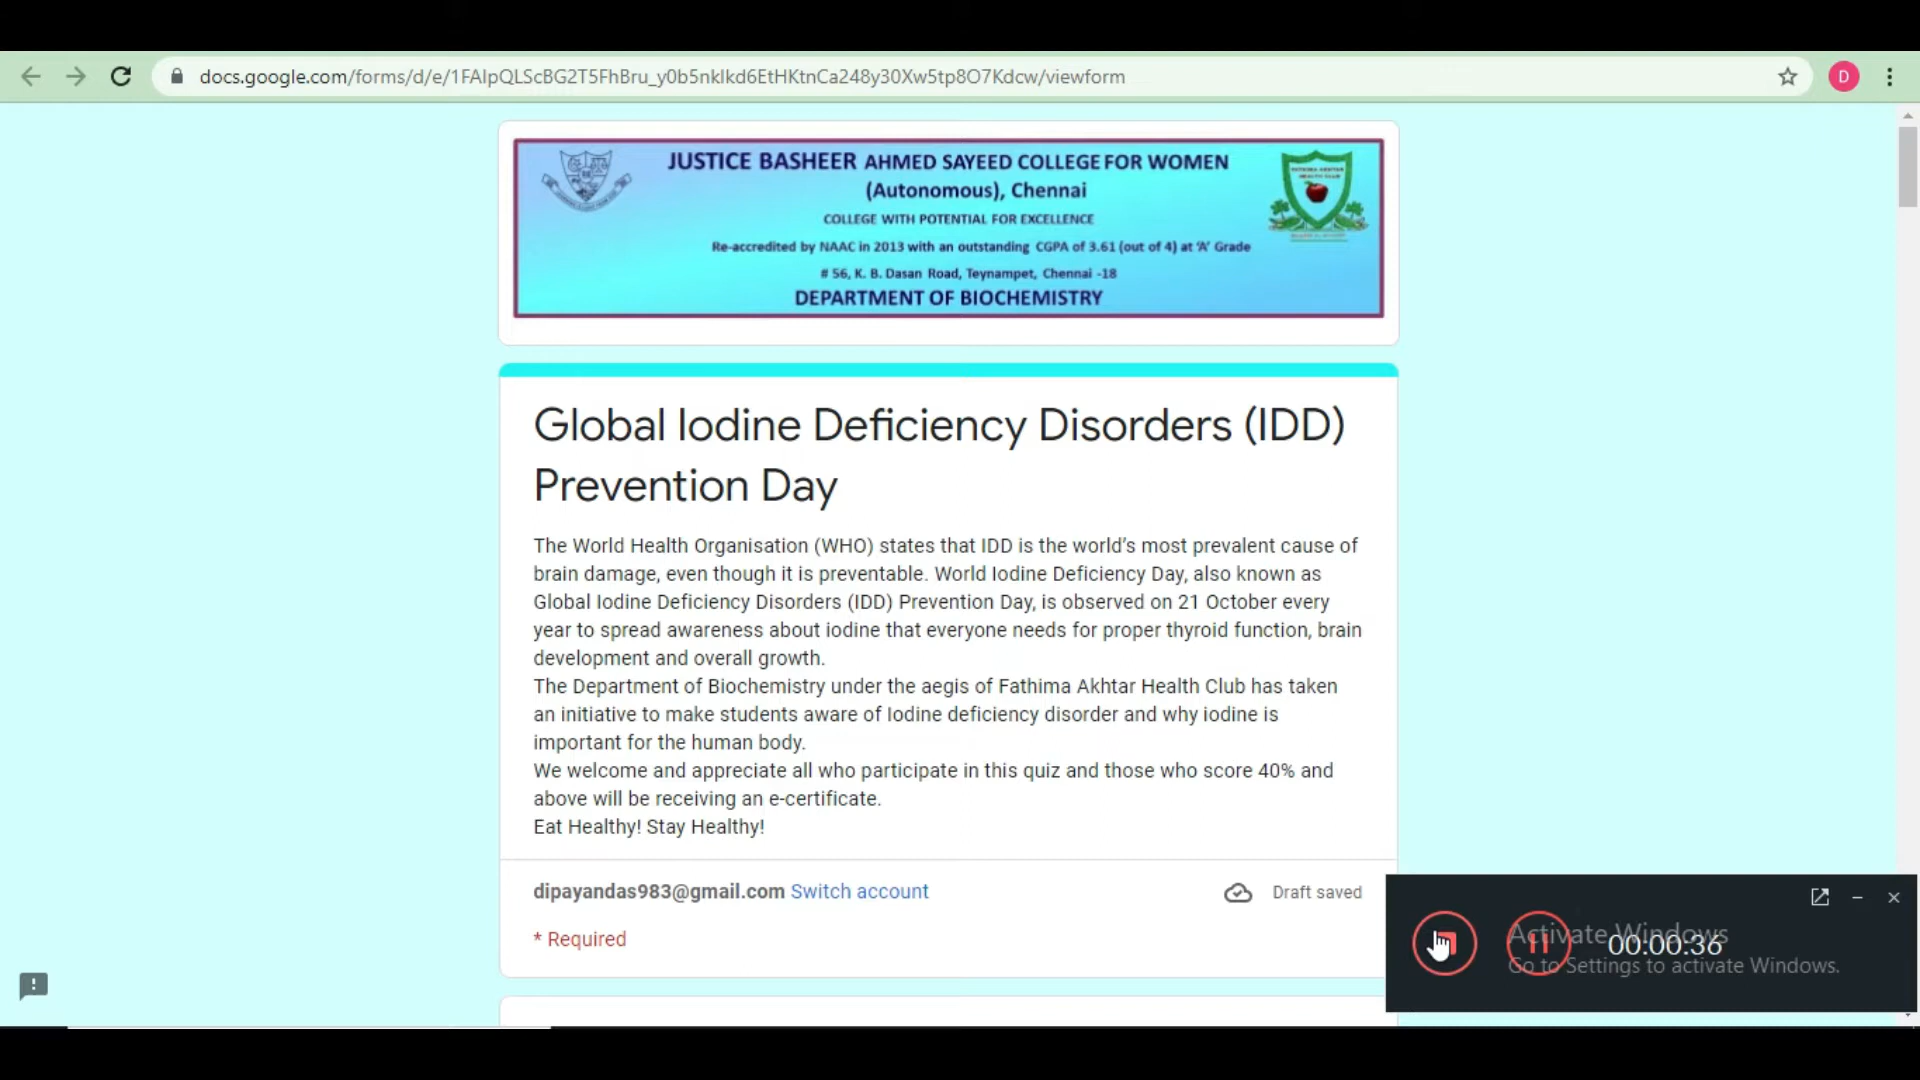 docs.google.com/forms/d/e/1FAIpQLScBG2T5FhBru_y0b5nklkd6EtHKtnCa248y30Xw5tp8O7Kdcw/viewform
D
JUSTICE BASHEER AHMED SAYEED COLLEGE FOR WOMEN
(Autonomous), Chennai
COLLEGE WITH POTENTIAL FOR EXCELLENCE
Re-accredited by NAAC in 2013 with an outstanding CGPA of 3.61 (out of 4) at 'A' Grade
# 56, K. B. Dasan Road, Teynampet, Chennai -18
DEPARTMENT OF BIOCHEMISTRY
FATHIMA AKHTAR
HEALTH CLUB
Global Iodine Deficiency Disorders (IDD)
Prevention Day
The World Health Organisation (WHO) states that IDD is the world's most prevalent cause of
brain damage, even though it is preventable. World Iodine Deficiency Day, also known as
Global Iodine Deficiency Disorders (IDD) Prevention Day, is observed on 21 October every
year to spread awareness about iodine that everyone needs for proper thyroid function, brain
development and overall growth.
The Department of Biochemistry under the aegis of Fathima Akhtar Health Club has taken
an initiative to make students aware of Iodine deficiency disorder and why iodine is
important for the human body.
We welcome and appreciate all who participate in this quiz and those who score 40% and
above will be receiving an e-certificate.
Eat Healthy! Stay Healthy!
dipayandas983@gmail.com Switch account
Draft saved
* Required
Activate Windows
00:00:36
Go to Settings to activate Windows.